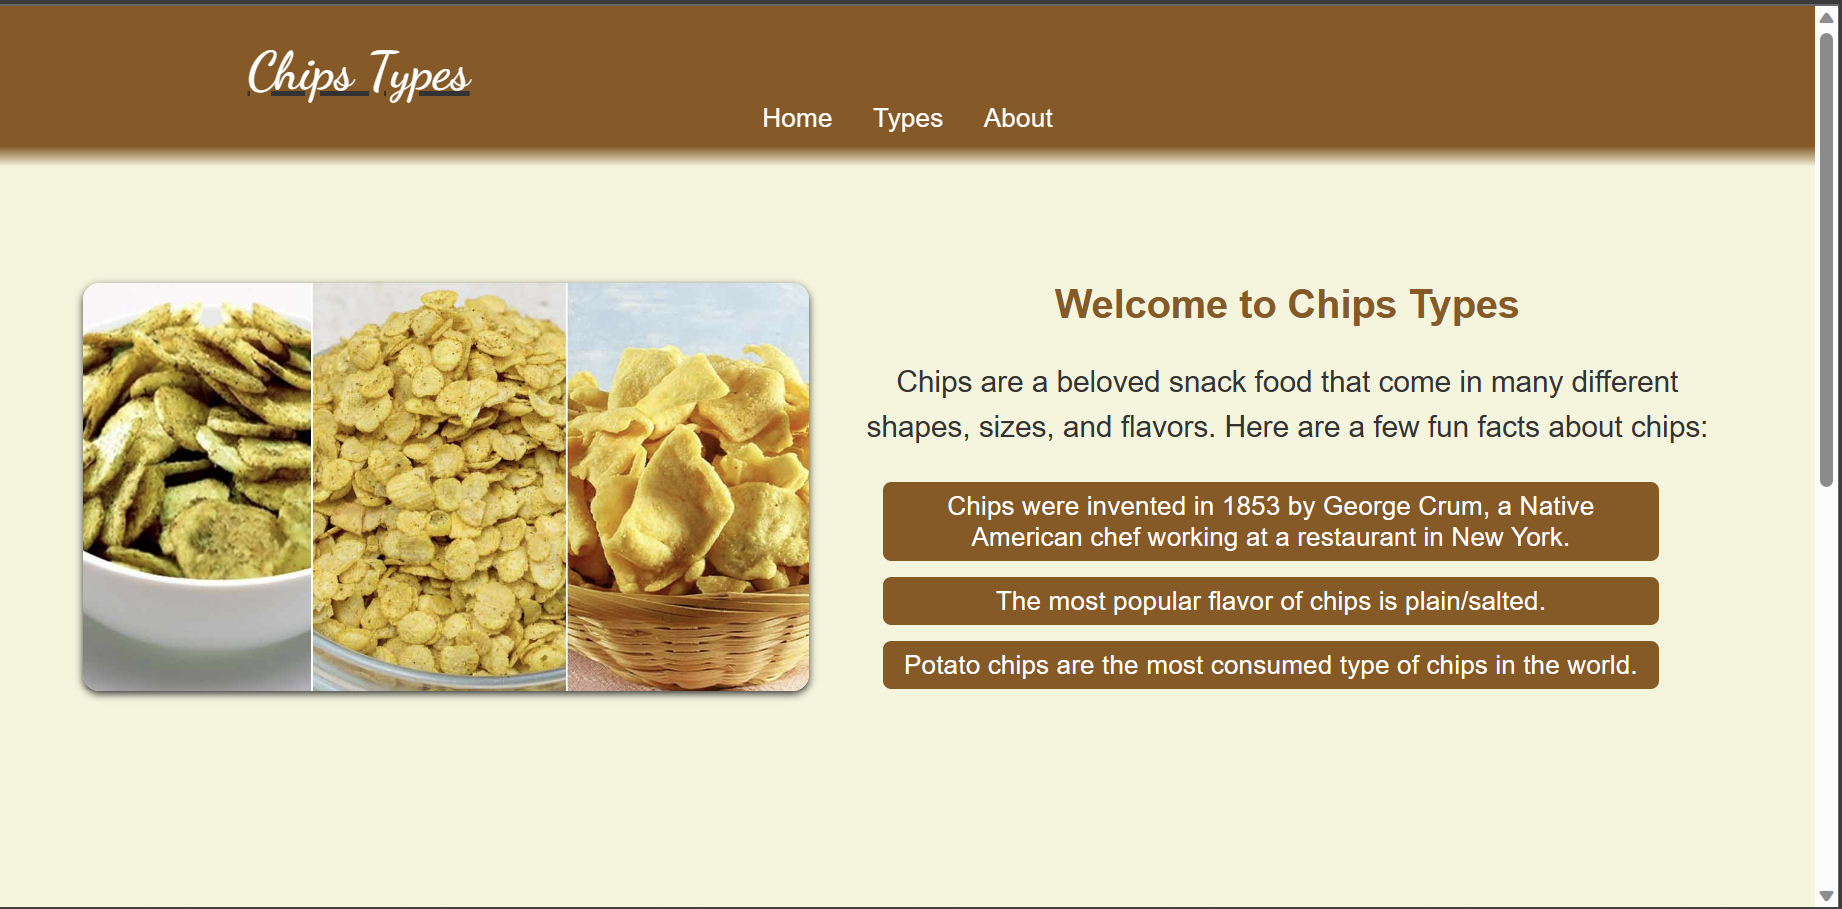 Chips Types
Home Types About
Welcome to Chips Types
Chips are a beloved snack food that come in many different
shapes, sizes, and flavors. Here are a few fun facts about chips:
Chips were invented in 1853 by George Crum, a Native
American chef working at a restaurant in New York.
The most popular flavor of chips is plain/salted.
Potato chips are the most consumed type of chips in the world.